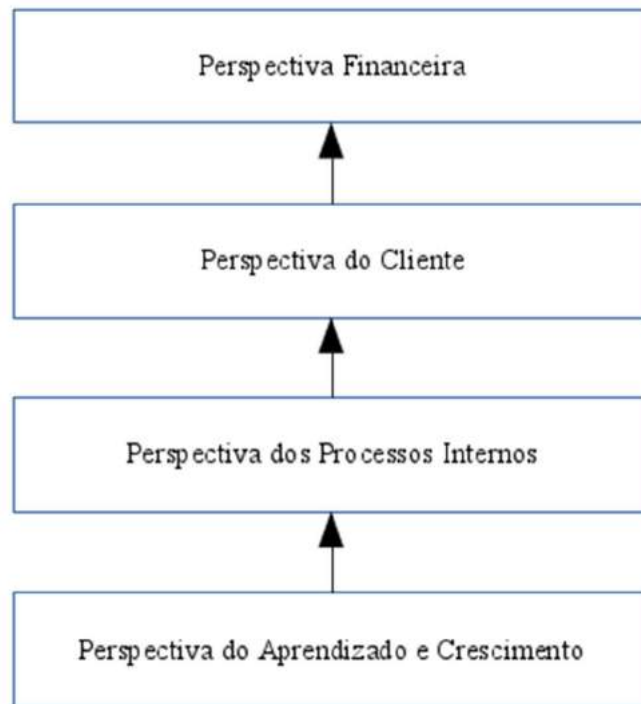 Perspectiva Financeira
Perspectiva do Cliente
Perspectiva dos Processos Internos
Perspectiva do Aprendizado e Crescimento